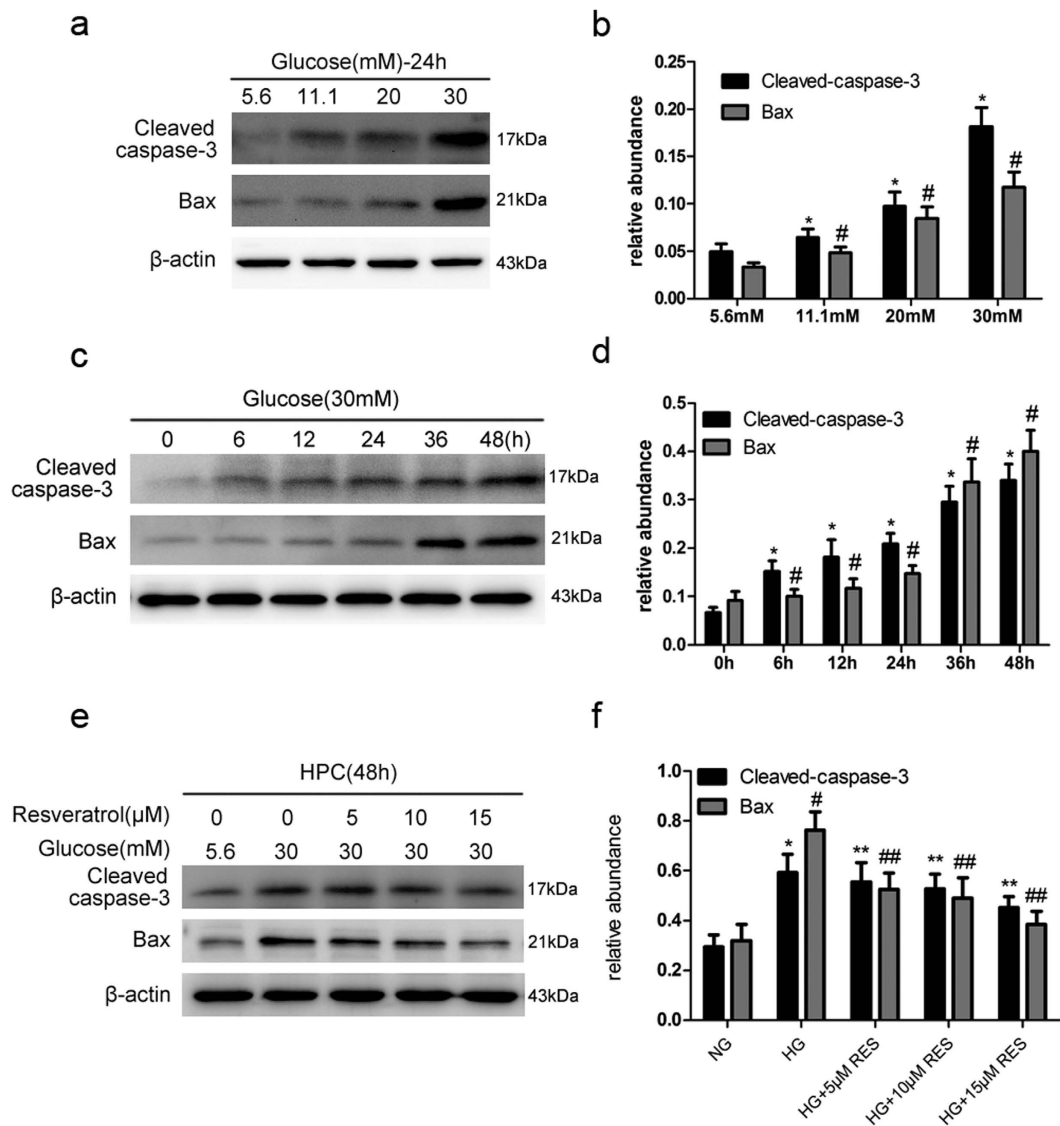 a
Glucose(mM)-24h
5.6 11.1 20 30
Cleaved
caspase-3
17kDa
Bax
21kDa
β-actin
43kDa
b
Cleaved-caspase-3
Bax
relative abundance
0.25
0.20
0.15
0.10
0.05
0.00
* # * # * #
5.6mM 11.1mM 20mM 30mM
c
Glucose(30mM)
0 6 12 24 36 48(h)
Cleaved
caspase-3
17kDa
Bax
21kDa
β-actin
43kDa
d
Cleaved-caspase-3
Bax
relative abundance
0.5
0.4
0.3
0.2
0.1
0.0
* # * # * # * # * #
0h 6h 12h 24h 36h 48h
e
HPC(48h)
Resveratrol(μM) 0 0 5 10 15
Glucose(mM) 5.6 30 30 30 30
Cleaved
caspase-3
17kDa
Bax
21kDa
β-actin
43kDa
f
Cleaved-caspase-3
Bax
relative abundance
1.0
0.8
0.6
0.4
0.2
0.0
* # ** ## ** ## ** ##
NG HG HG+5μM RES HG+10μM RES HG+15μM RES